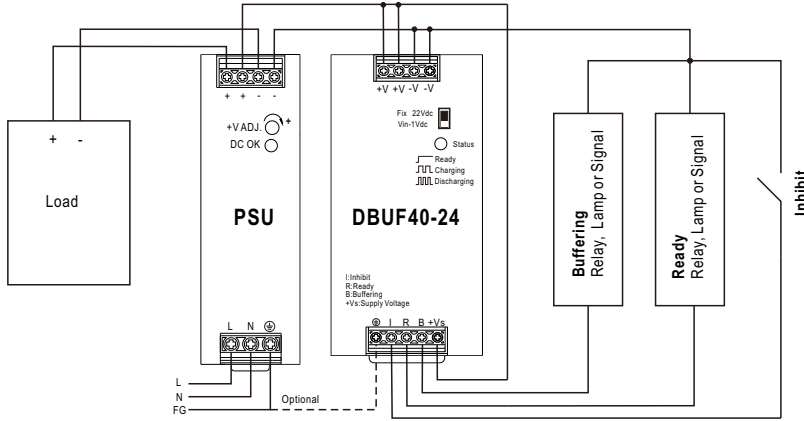 +V +V -V -V
+ + - -
Fix 22Vdc
Vin-1Vdc
+V ADJ. +
DC OK
Status
Ready
Charging
Discharging
+ -
Load
PSU
DBUF40-24
Buffering
Relay, Lamp or Signal
Ready
Relay, Lamp or Signal
Inhibit
I:Inhibit
R:Ready
B:Buffering
+Vs:Supply Voltage
L N
I R B +Vs
L
N
FG
Optional